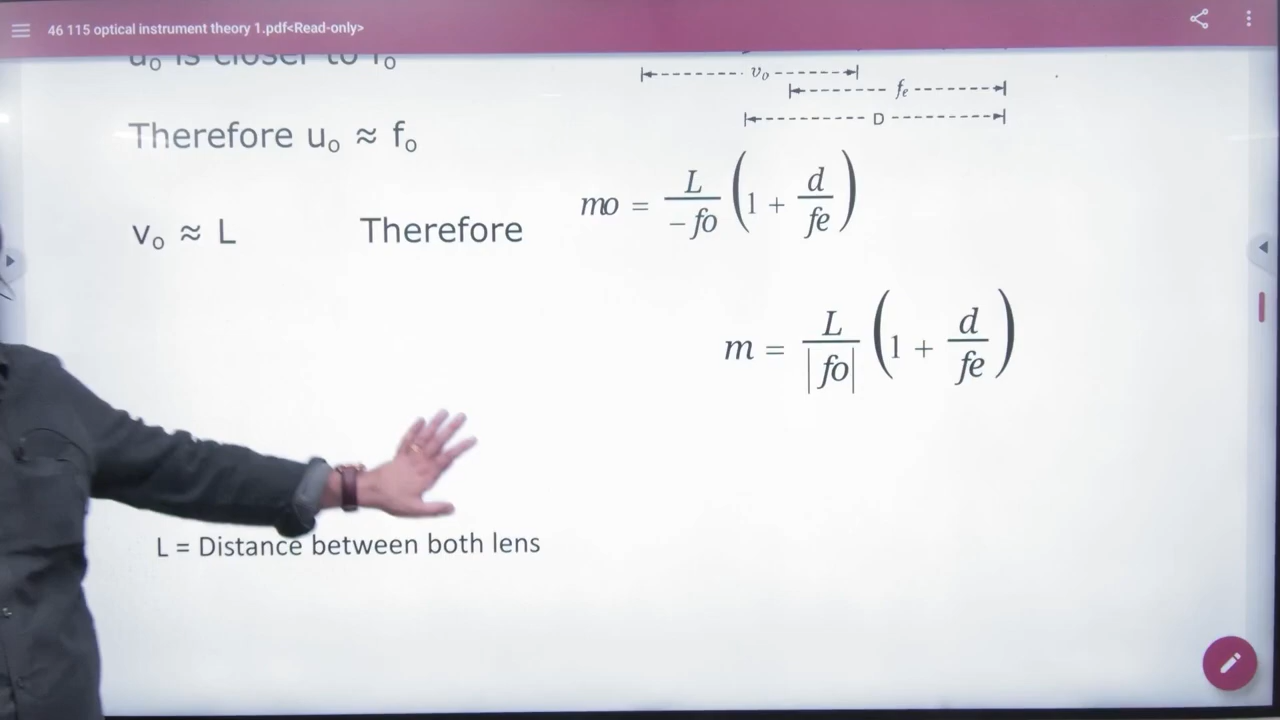 46 115 optical instrument theory 1.pdf<Read-only>
u₀ is closer to f₀
v₀
fₑ
D
Therefore u₀ ≈ f₀
mo = L / −fo (1 + d / fe)
v₀ ≈ L Therefore
m = L / |fo| (1 + d / fe)
L = Distance between both lens